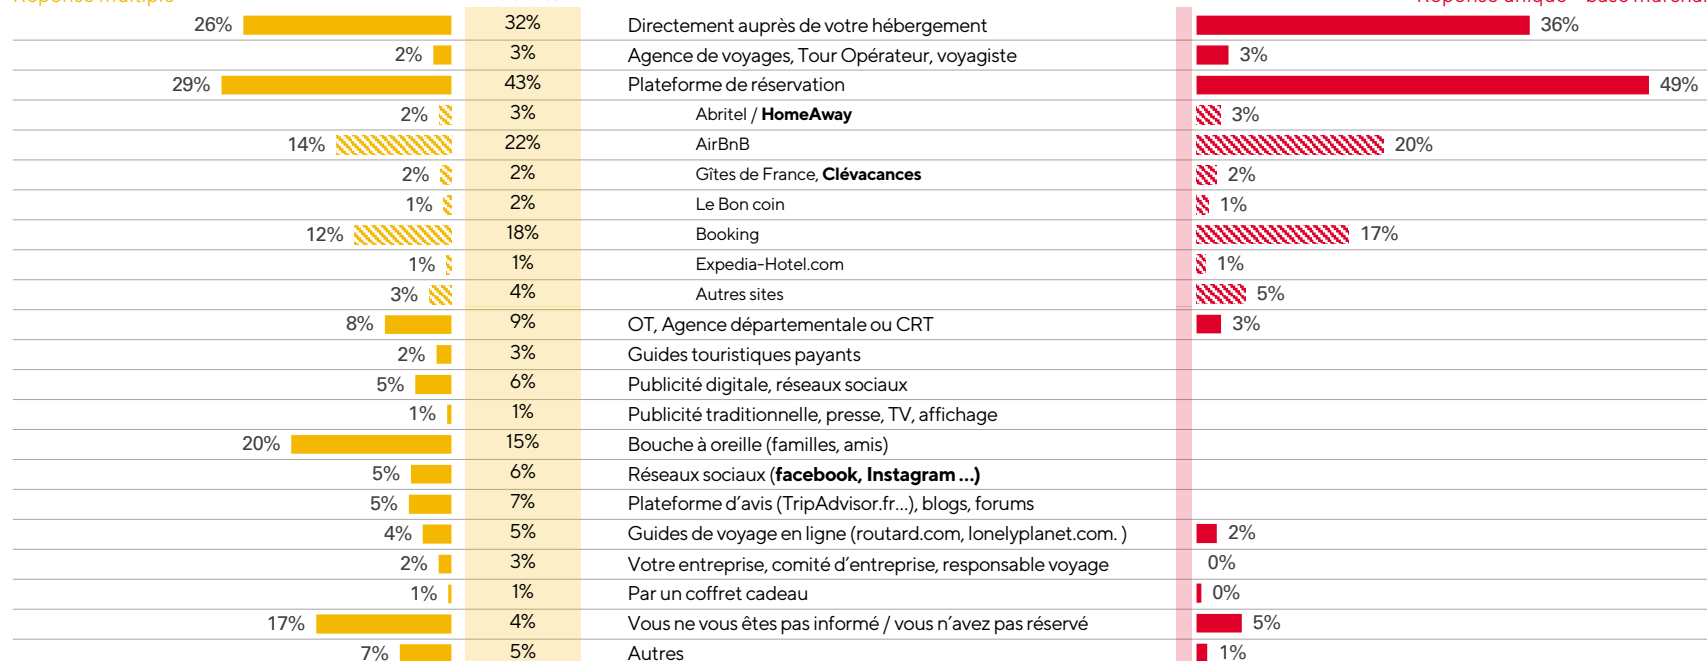 Réponse multiple
Réponse unique - base marchand
26% 32% Directement auprès de votre hébergement 36%
2% 3% Agence de voyages, Tour Opérateur, voyagiste 3%
29% 43% Plateforme de réservation 49%
2% 3% Abritel / HomeAway 3%
14% 22% AirBnB 20%
2% 2% Gîtes de France, Clévacances 2%
1% 2% Le Bon coin 1%
12% 18% Booking 17%
1% 1% Expedia-Hotel.com 1%
3% 4% Autres sites 5%
8% 9% OT, Agence départementale ou CRT 3%
2% 3% Guides touristiques payants
5% 6% Publicité digitale, réseaux sociaux
1% 1% Publicité traditionnelle, presse, TV, affichage
20% 15% Bouche à oreille (familles, amis)
5% 6% Réseaux sociaux (facebook, Instagram ...)
5% 7% Plateforme d'avis (TripAdvisor.fr...), blogs, forums
4% 5% Guides de voyage en ligne (routard.com, lonelyplanet.com. ) 2%
2% 3% Votre entreprise, comité d'entreprise, responsable voyage 0%
1% 1% Par un coffret cadeau 0%
17% 4% Vous ne vous êtes pas informé / vous n'avez pas réservé 5%
7% 5% Autres 1%